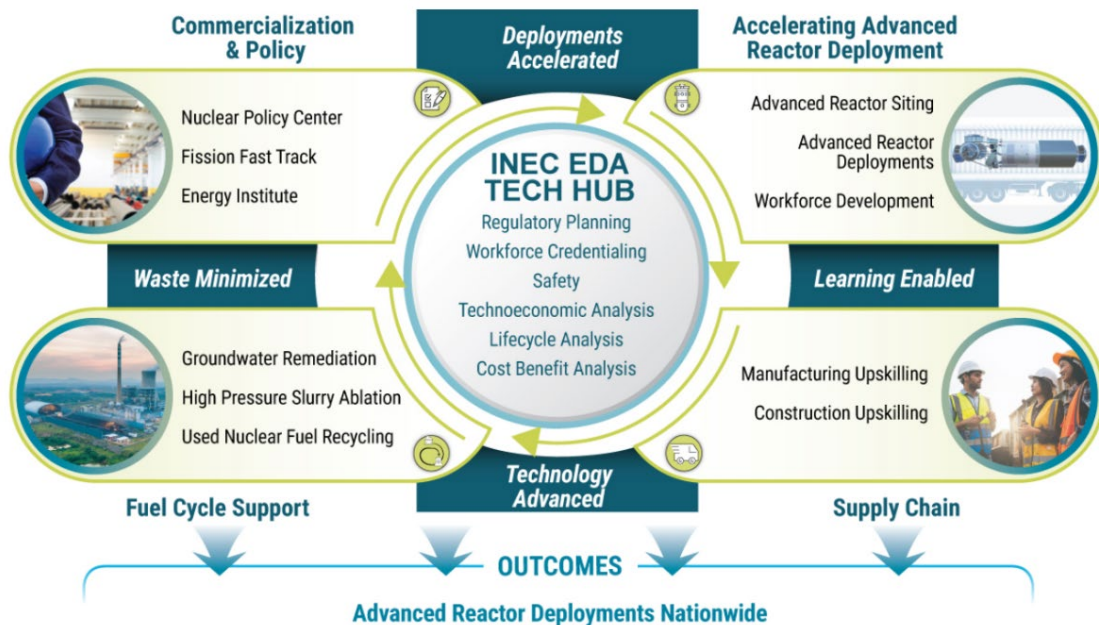 Commercialization
& Policy
Nuclear Policy Center
Fission Fast Track
Energy Institute
Deployments
Accelerated
Accelerating Advanced
Reactor Deployment
Advanced Reactor Siting
Advanced Reactor
Deployments
Workforce Development
INEC EDA
TECH HUB
Regulatory Planning
Workforce Credentialing
Safety
Technoeconomic Analysis
Lifecycle Analysis
Cost Benefit Analysis
Waste Minimized
Learning Enabled
Groundwater Remediation
High Pressure Slurry Ablation
Used Nuclear Fuel Recycling
Fuel Cycle Support
Technology
Advanced
Manufacturing Upskilling
Construction Upskilling
Supply Chain
OUTCOMES
Advanced Reactor Deployments Nationwide